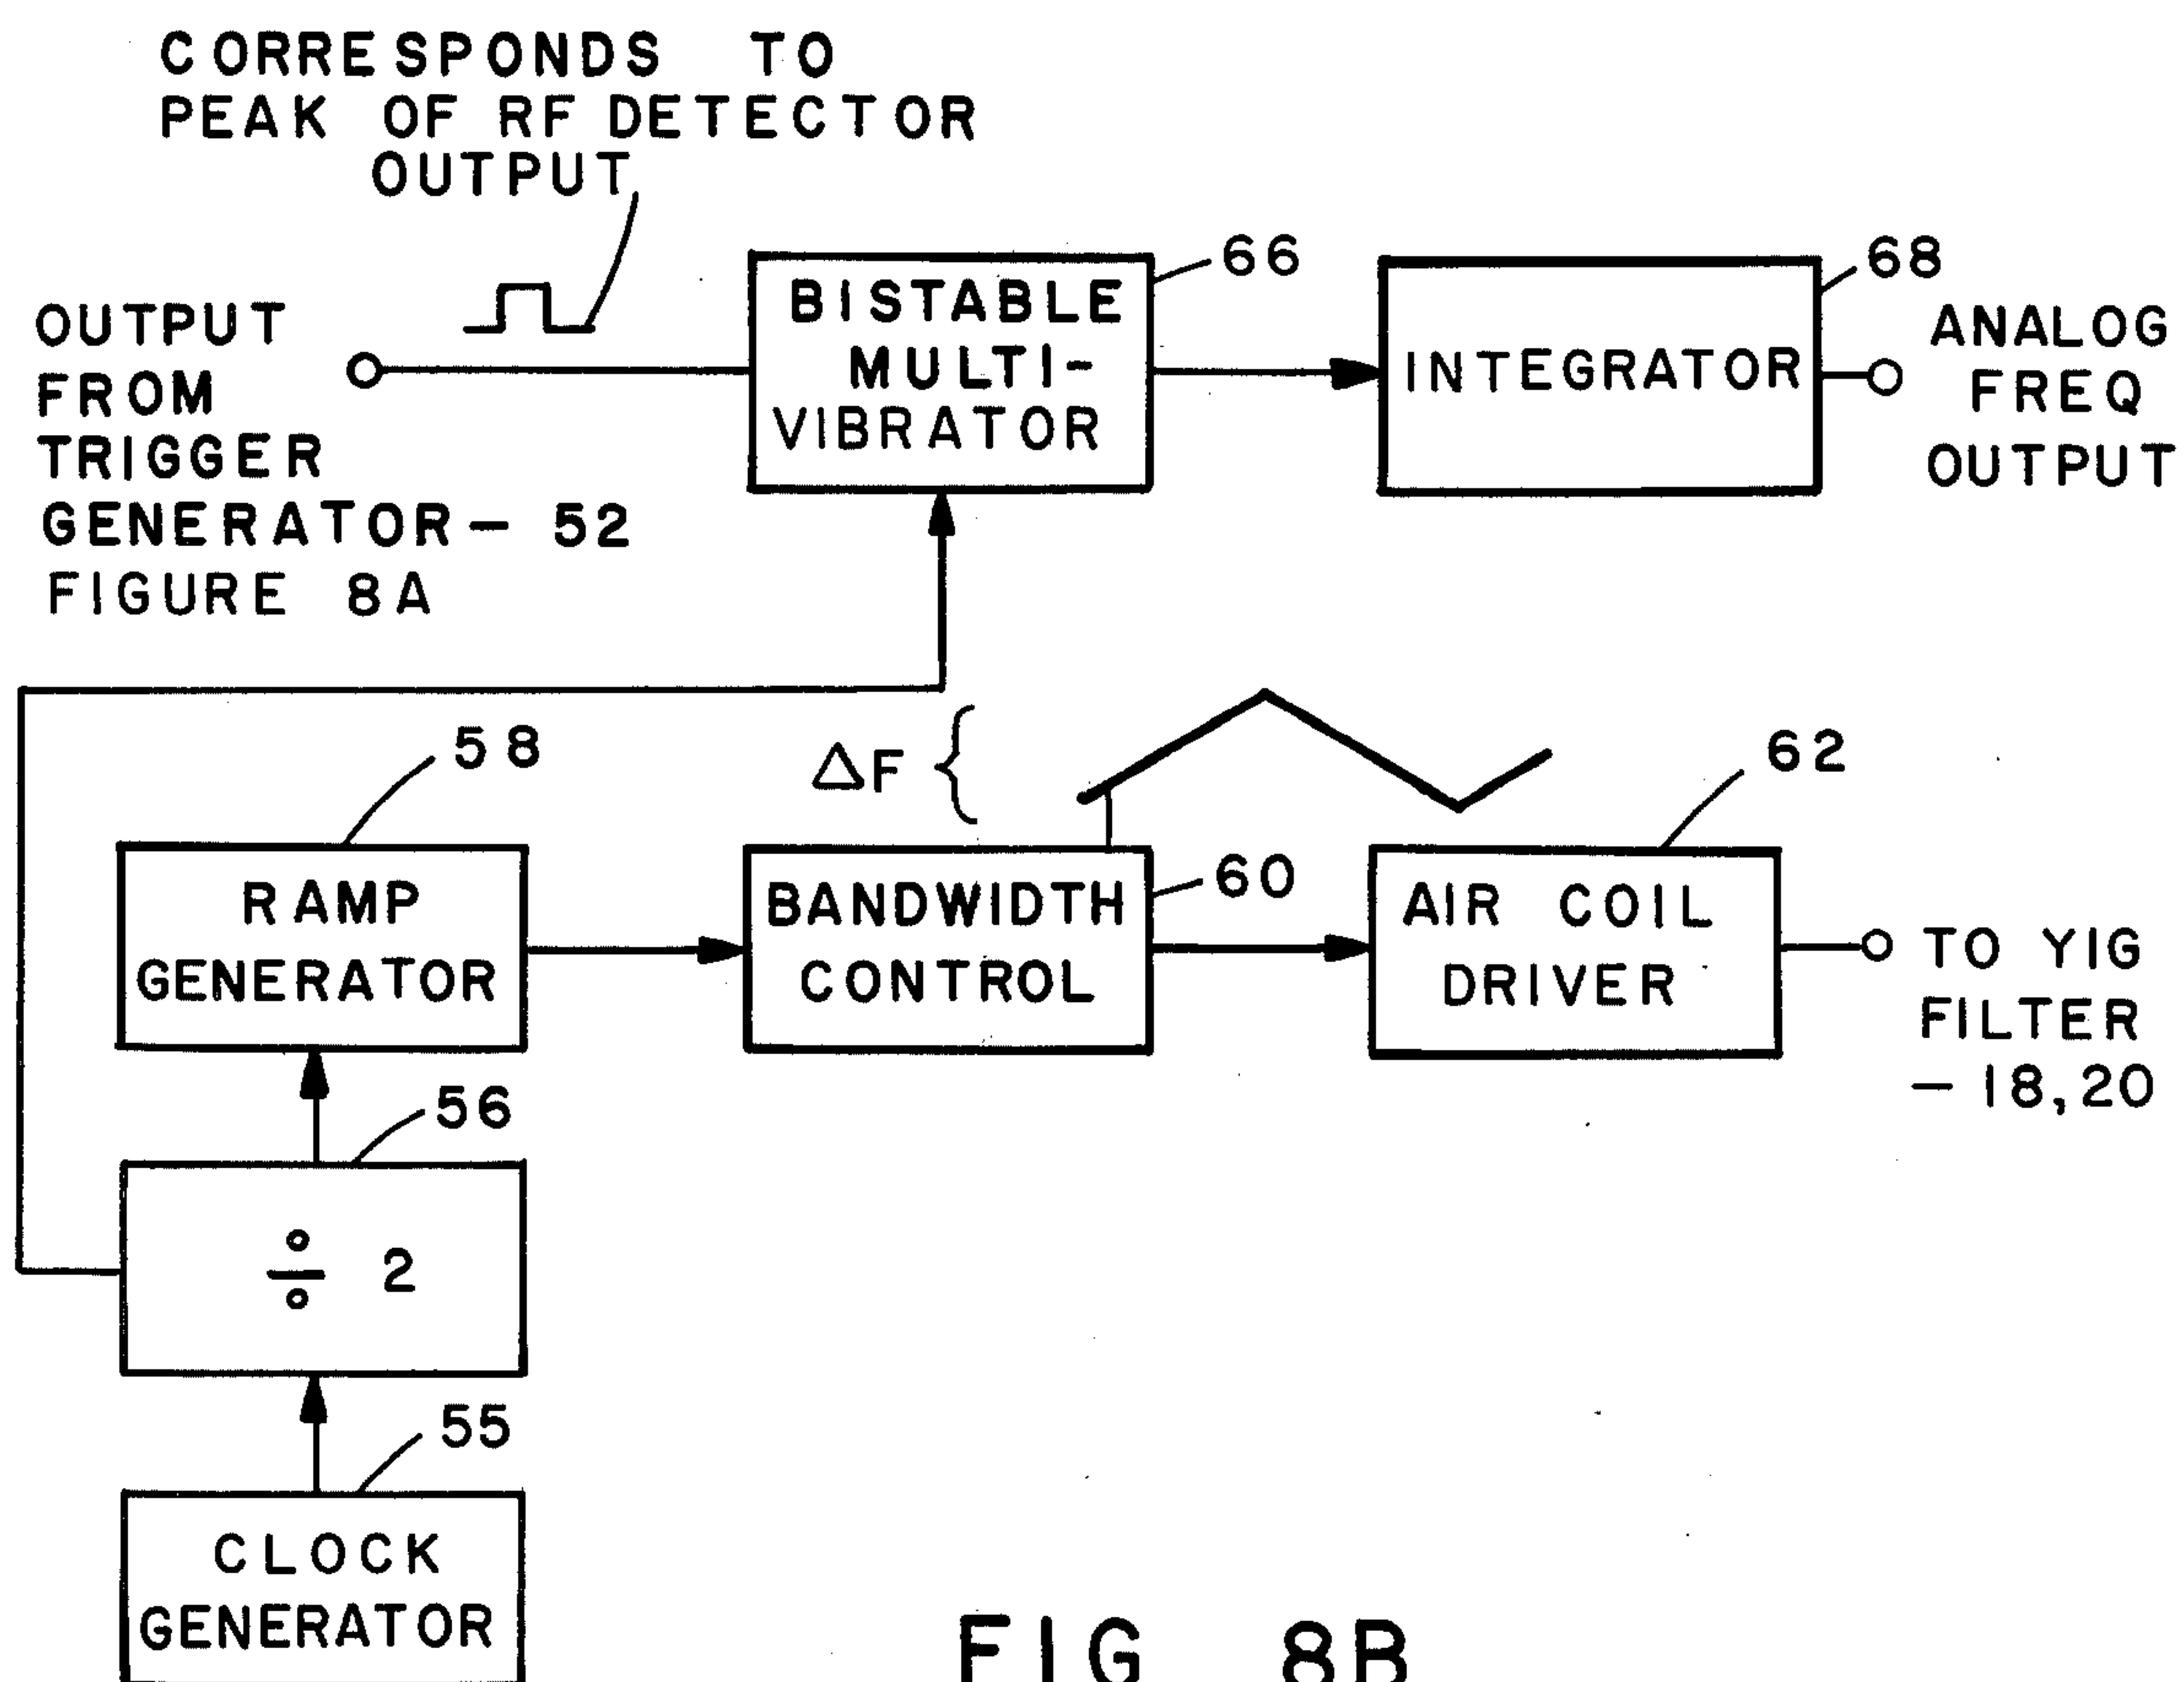 CORRESPONDS TO
PEAK OF RF DETECTOR
OUTPUT
OUTPUT
FROM
TRIGGER
GENERATOR — 52
FIGURE 8A
BISTABLE
MULTI-
VIBRATOR
66
INTEGRATOR
68
ANALOG
FREQ
OUTPUT
ΔF
58
RAMP
GENERATOR
BANDWIDTH
CONTROL
60
62
AIR COIL
DRIVER
TO YIG
FILTER
— 18,20
56
÷ 2
55
CLOCK
GENERATOR
FIG 8B